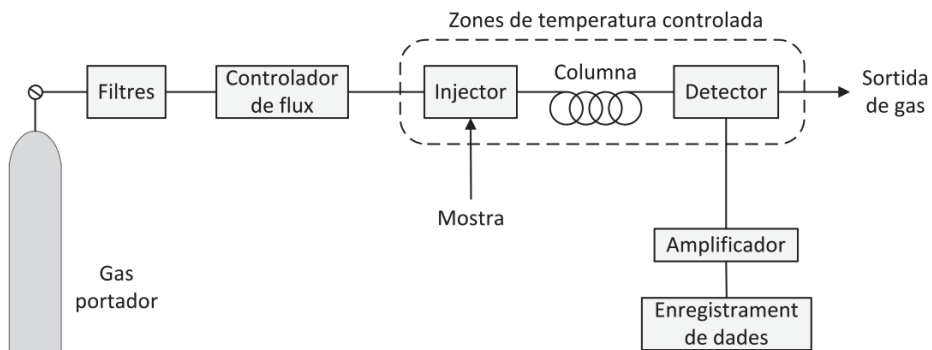 Zones de temperatura controlada
Filtres
Controlador
de flux
Injector
Columna
Detector
Sortida
de gas
Mostra
Amplificador
Gas
portador
Enregistrament
de dades